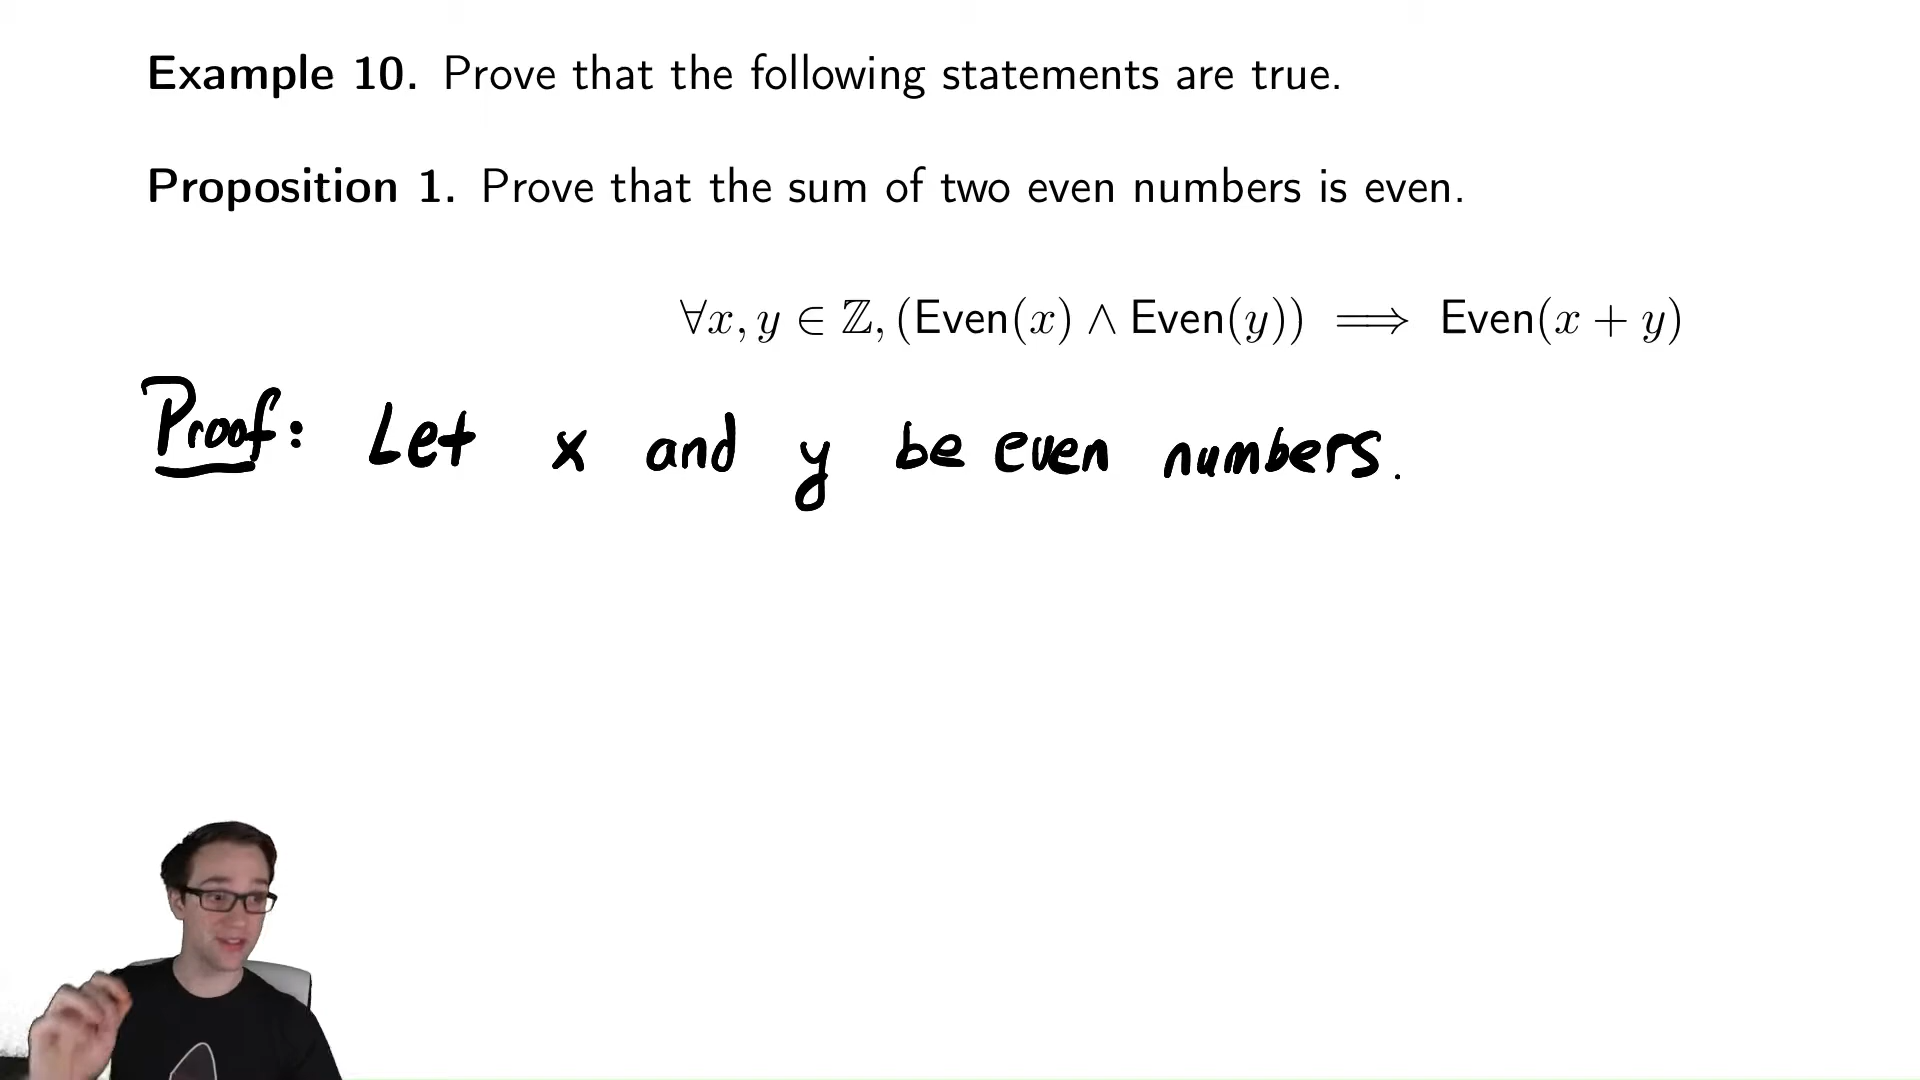 Example 10. Prove that the following statements are true.
Proposition 1. Prove that the sum of two even numbers is even.
∀x, y ∈ ℤ, (Even(x) ∧ Even(y)) ⟹ Even(x + y)
Proof: Let x and y be even numbers.